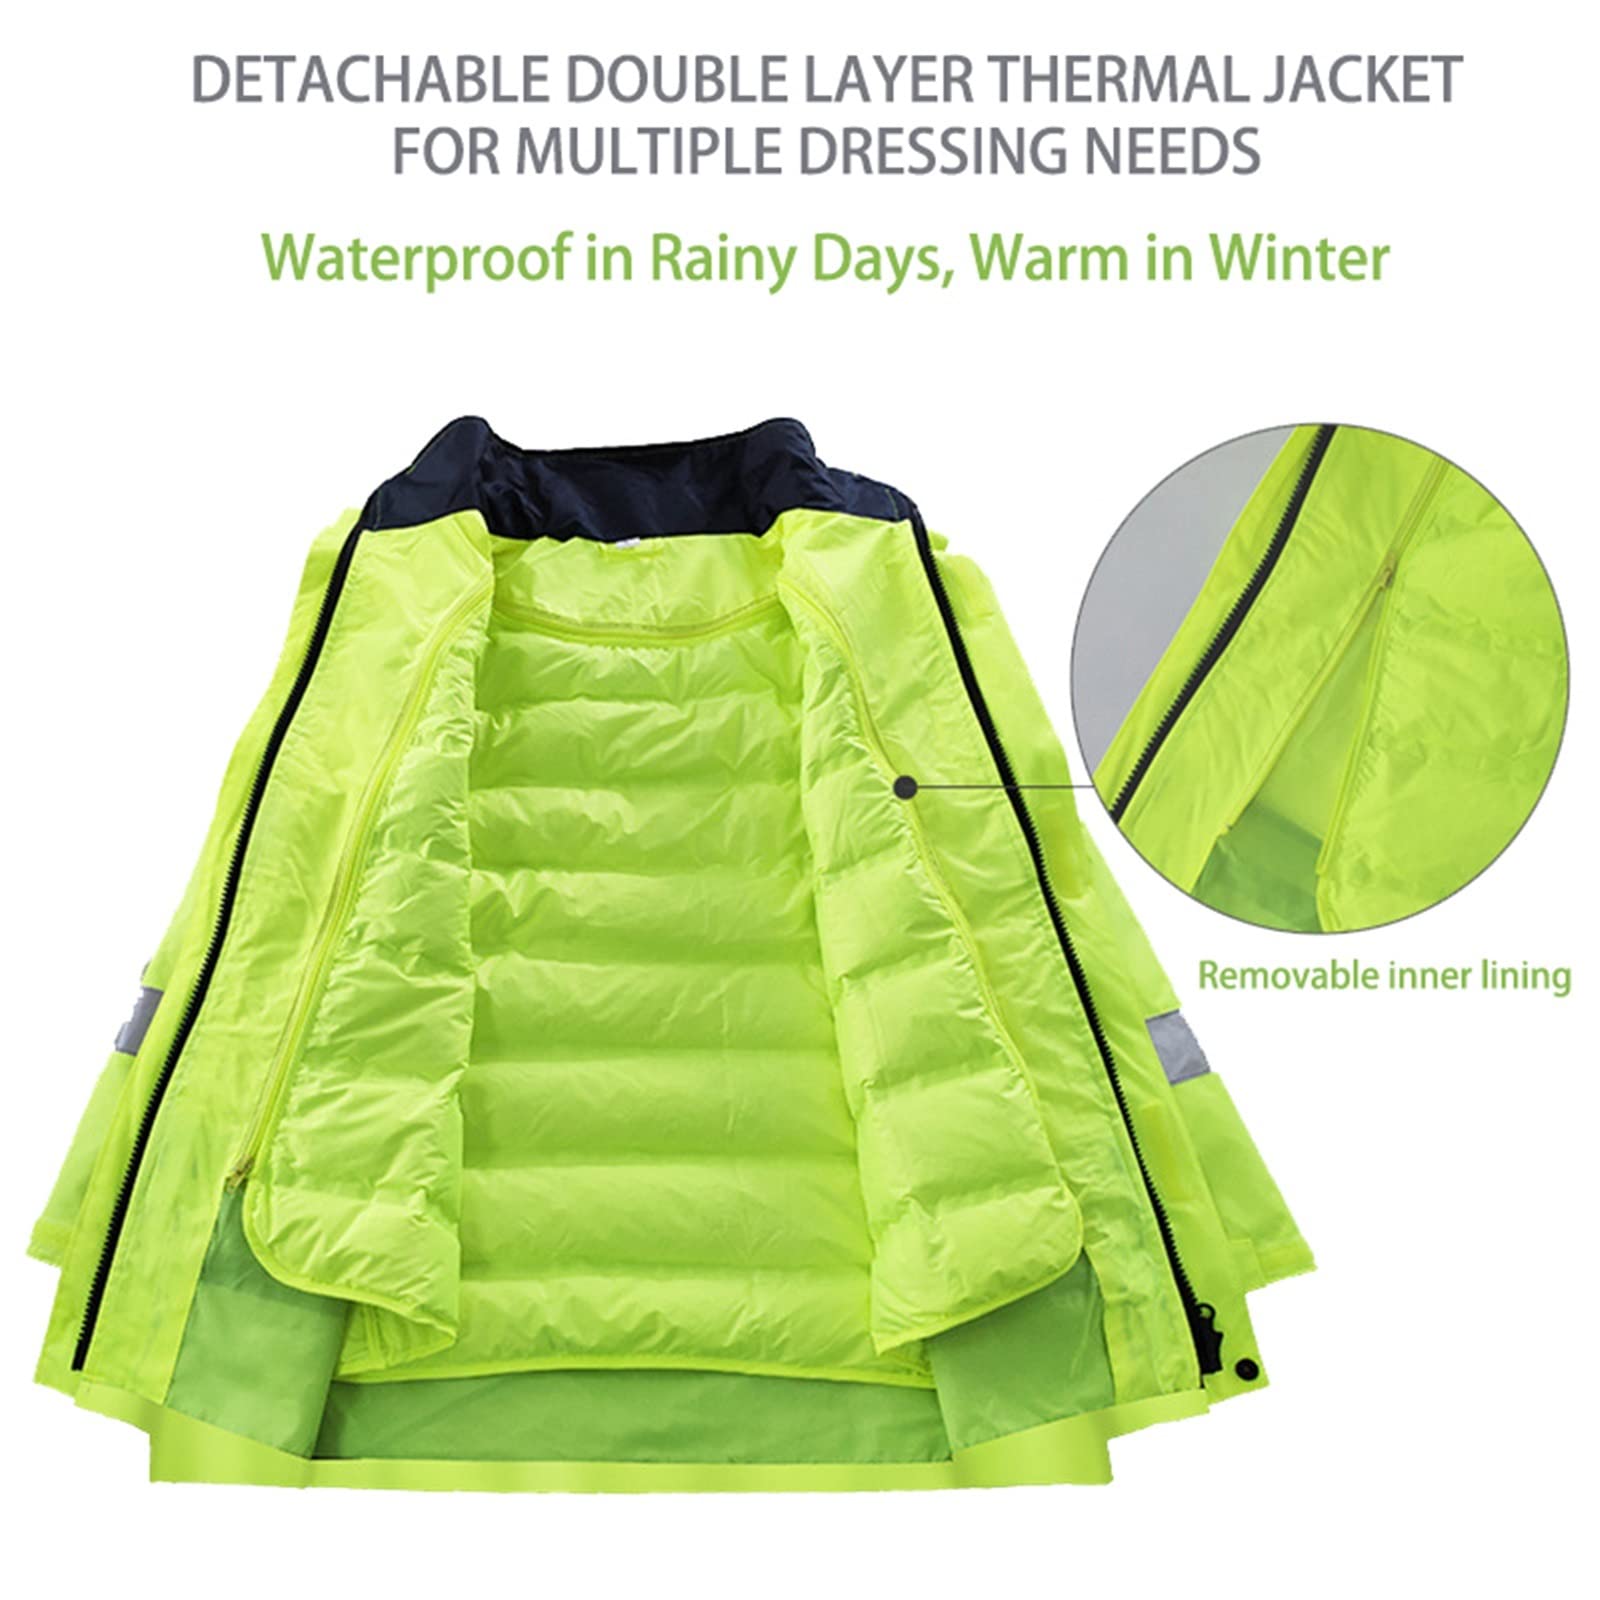 DETACHABLE DOUBLE LAYER THERMAL JACKET
FOR MULTIPLE DRESSING NEEDS
Waterproof in Rainy Days, Warm in Winter
Removable inner lining